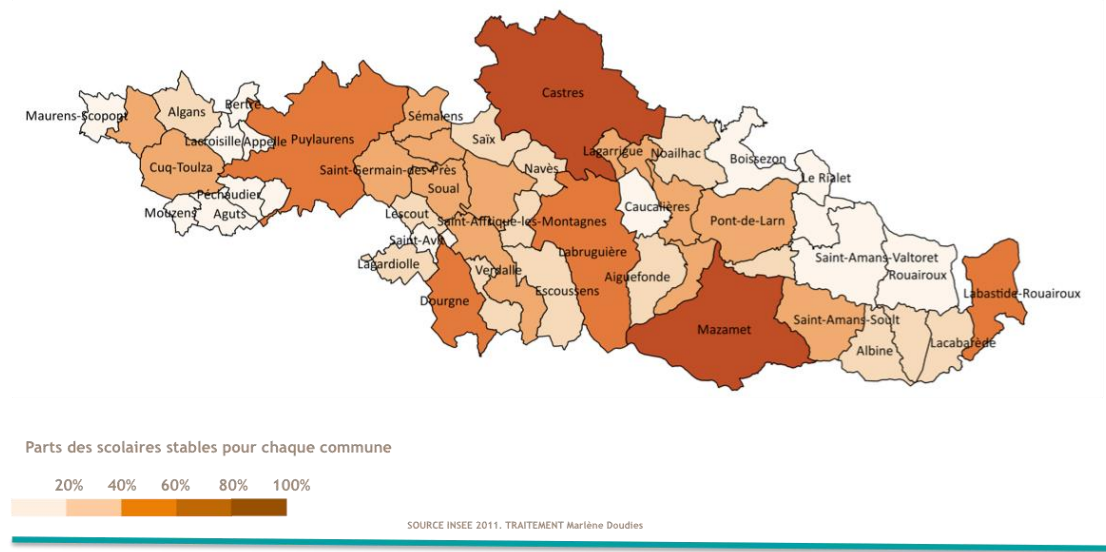 Castres
Maurens-Scopont
Algans
Bertre
Lacroisille
Appelle
Puylaurens
Sémalens
Saïx
Lagarrigue
Noailhac
Boissezon
Le Rialet
Cuq-Toulza
Saint-Germain-des-Près
Navès
Soual
Péchaudier
Mouzens
Aguts
Lescout
Saint-Affrique-les-Montagnes
Caucalières
Pont-de-Larn
Saint-Avit
Labruguière
Saint-Amans-Valtoret
Lagardiolle
Verdalle
Aiguefonde
Rouairoux
Dourgne
Escoussens
Labastide-Rouairoux
Mazamet
Saint-Amans-Soult
Albine
Lacabarède
Parts des scolaires stables pour chaque commune
20% 40% 60% 80% 100%
SOURCE INSEE 2011. TRAITEMENT Marlène Doudies